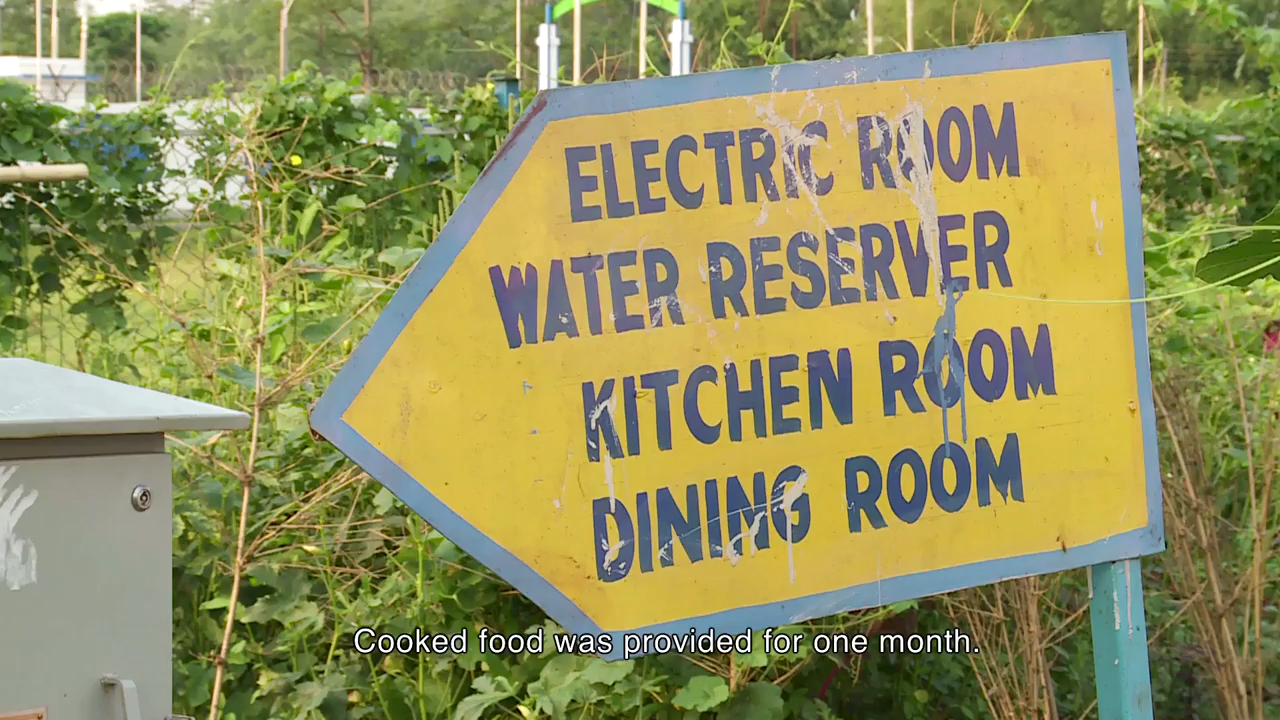 ELECTRIC ROOM
WATER RESERVER
KITCHEN ROOM
DINING ROOM
Cooked food was provided for one month.